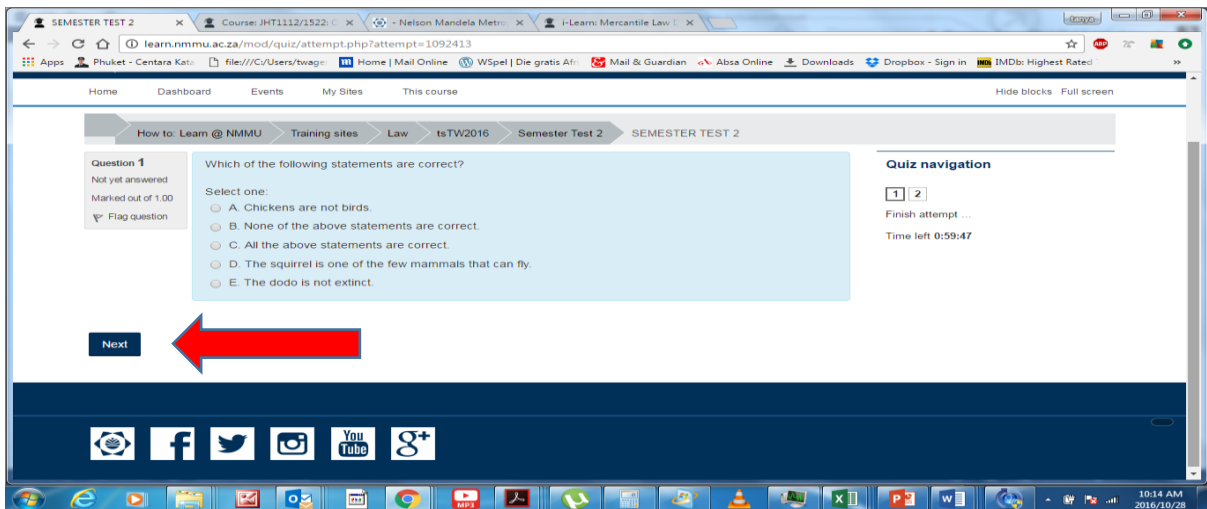 SEMESTER TEST 2
Course: JHT1112/1522: C
- Nelson Mandela Metro
i-Learn: Mercantile Law
tanya
learn.nmmu.ac.za/mod/quiz/attempt.php?attempt=1092413
ABP
Apps Phuket - Centara Kata file:///C:/Users/twage Home | Mail Online WSpel | Die gratis Afri Mail & Guardian Absa Online Downloads Dropbox - Sign in IMDb: Highest Rated »
Home Dashboard Events My Sites This course Hide blocks Full screen
How to: Learn @ NMMU Training sites Law tsTW2016 Semester Test 2 SEMESTER TEST 2
Question 1
Not yet answered
Marked out of 1.00
Flag question
Which of the following statements are correct?
Select one:
A. Chickens are not birds.
B. None of the above statements are correct.
C. All the above statements are correct.
D. The squirrel is one of the few mammals that can fly.
E. The dodo is not extinct.
Quiz navigation
1 2
Finish attempt ...
Time left 0:59:47
Next
You
Tube
g+
MP3
10:14 AM
2016/10/28